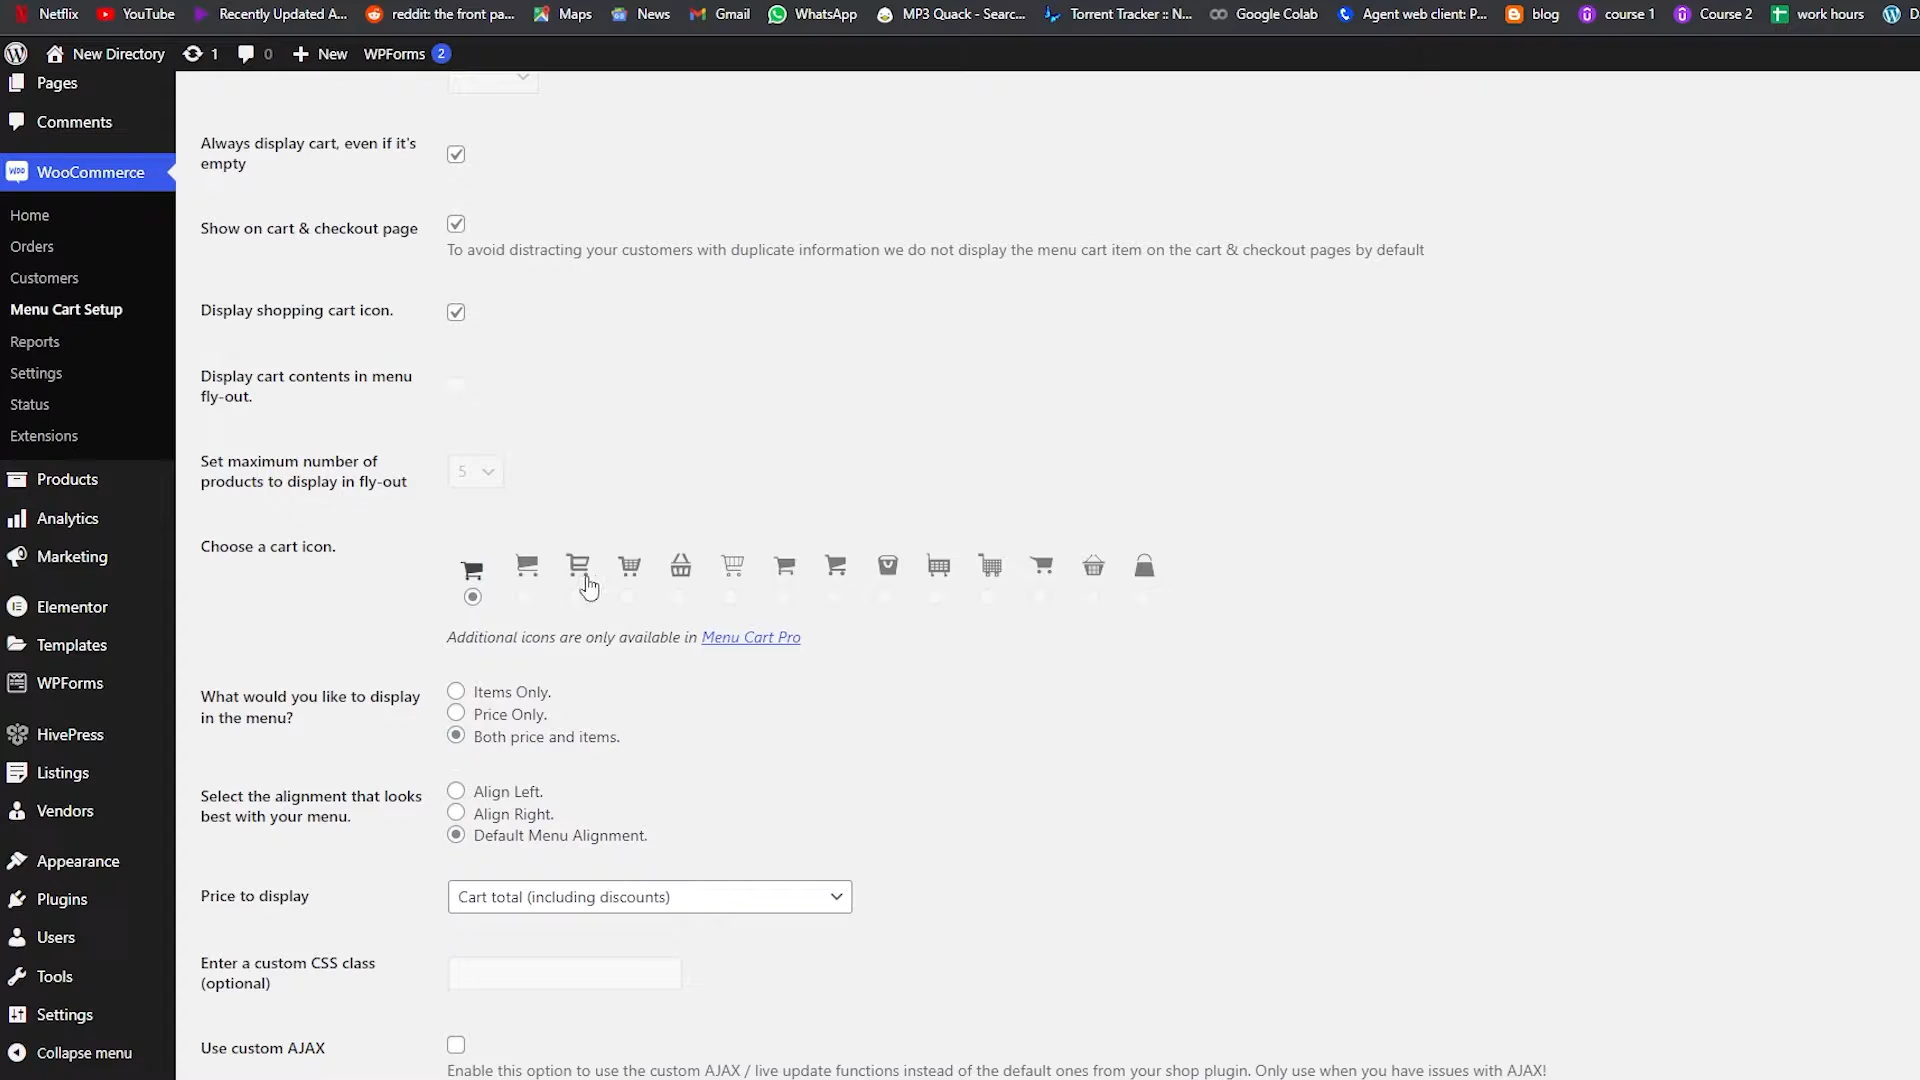 Netflix YouTube Recently Updated A... reddit: the front pa... Maps News Gmail WhatsApp MP3 Quack - Searc... Torrent Tracker :: N... Google Colab Agent web client: P... blog course 1 Course 2 work hours
New Directory 1 0 New WPForms 2
Pages
Comments
WooCommerce
Home
Orders
Customers
Menu Cart Setup
Reports
Settings
Status
Extensions
Products
Analytics
Marketing
Elementor
Templates
WPForms
HivePress
Listings
Vendors
Appearance
Plugins
Users
Tools
Settings
Collapse menu
Always display cart, even if it's
empty
Show on cart & checkout page
To avoid distracting your customers with duplicate information we do not display the menu cart item on the cart & checkout pages by default
Display shopping cart icon.
Display cart contents in menu
fly-out.
Set maximum number of
products to display in fly-out
5
Choose a cart icon.
Additional icons are only available in Menu Cart Pro
What would you like to display
in the menu?
Items Only.
Price Only.
Both price and items.
Select the alignment that looks
best with your menu.
Align Left.
Align Right.
Default Menu Alignment.
Price to display
Cart total (including discounts)
Enter a custom CSS class
(optional)
Use custom AJAX
Enable this option to use the custom AJAX / live update functions instead of the default ones from your shop plugin. Only use when you have issues with AJAX!